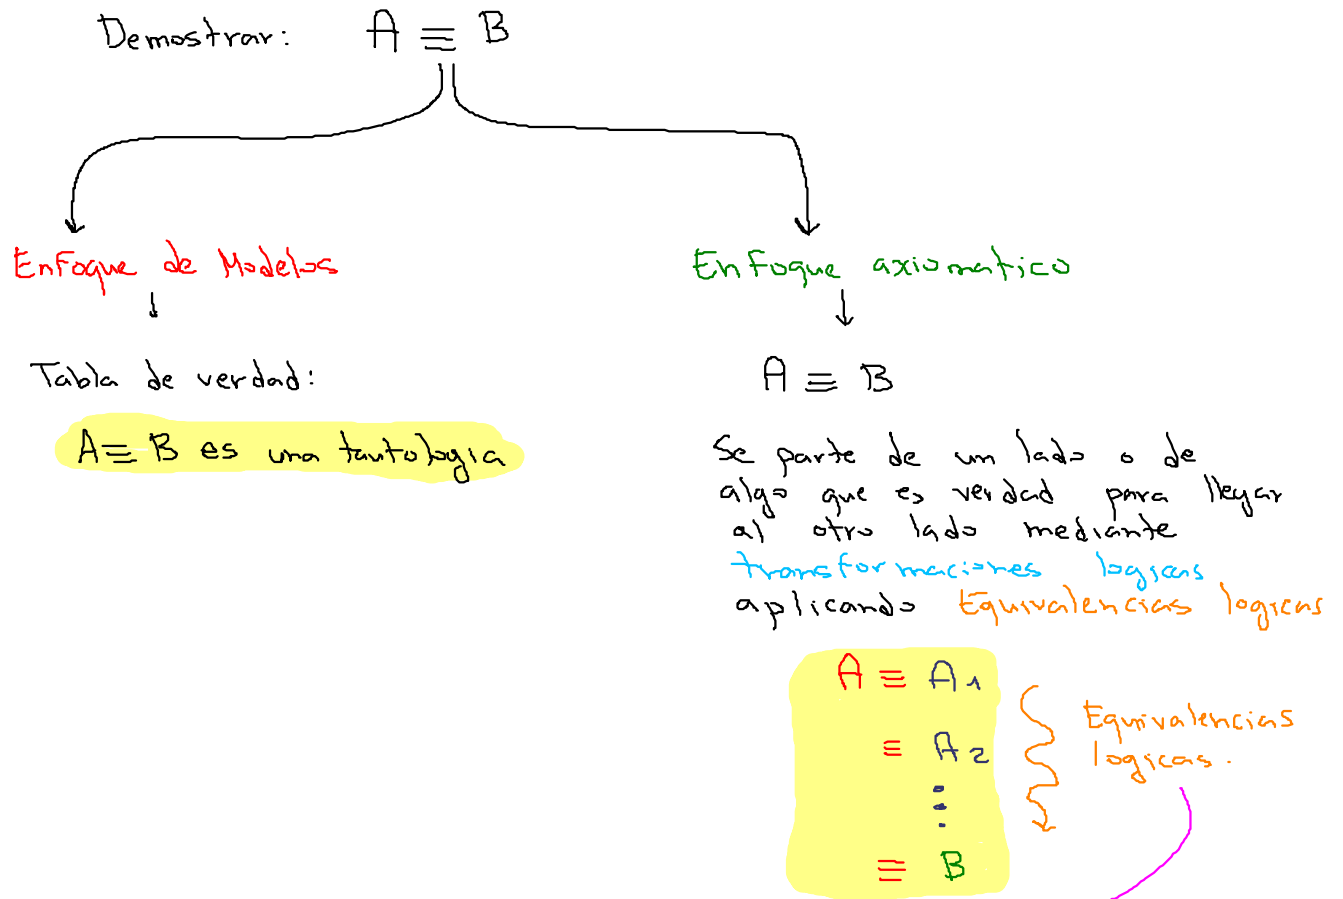 Demostrar: A ≡ B
Enfoque de Modelos
Tabla de verdad:
A ≡ B es una tautologia
Enfoque axiomatico
A ≡ B
Se parte de un lado o de
algo que es verdad para llegar
al otro lado mediante
transformaciones logicas
aplicando Equivalencias logicas
A ≡ A1
≡ A2
⋮
≡ B
Equivalencias
logicas.